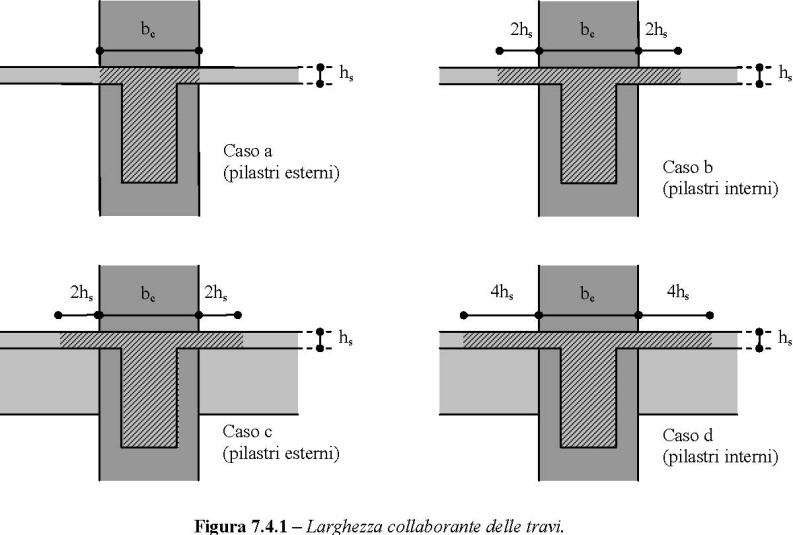 b_c
h_s
Caso a
(pilastri esterni)
2h_s b_c 2h_s
h_s
Caso b
(pilastri interni)
2h_s b_c 2h_s
h_s
Caso c
(pilastri esterni)
4h_s b_c 4h_s
h_s
Caso d
(pilastri interni)
Figura 7.4.1 – Larghezza collaborante delle travi.